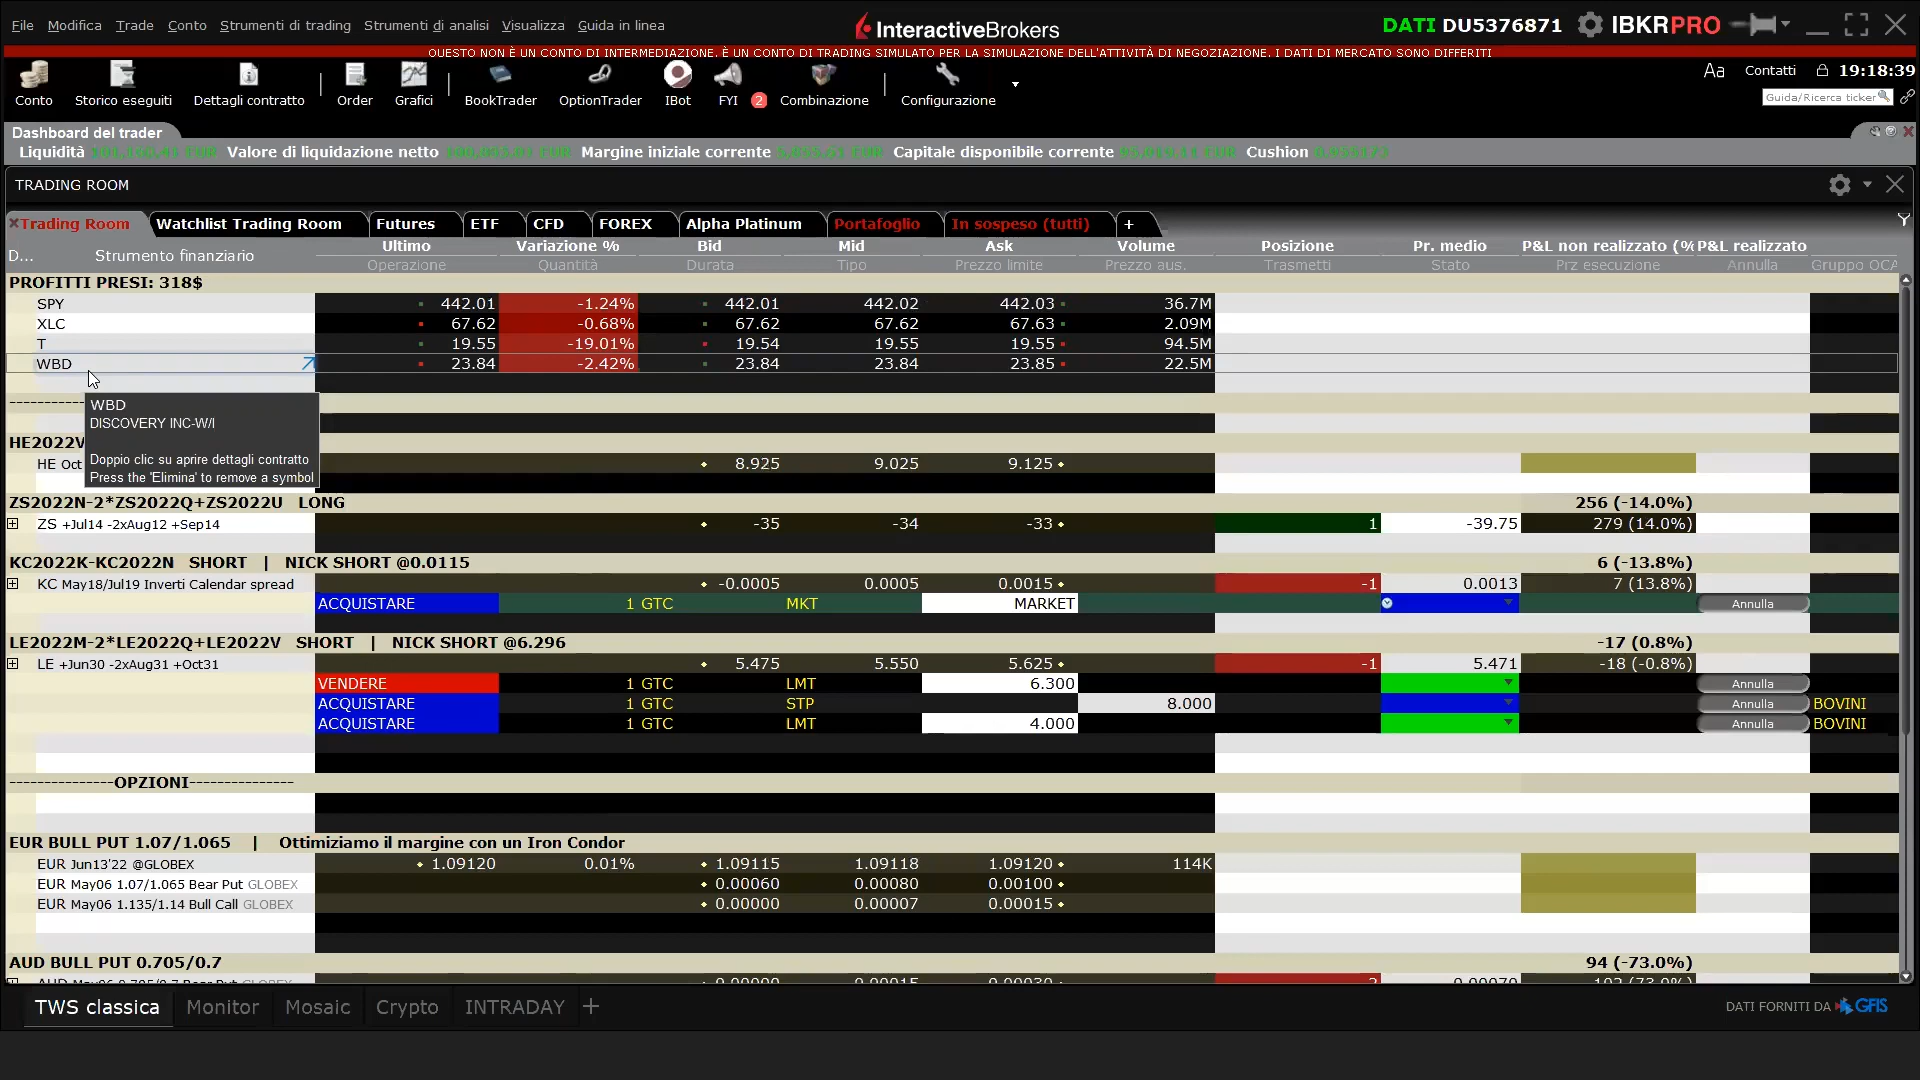 File Modifica Trade Conto Strumenti di trading Strumenti di analisi Visualizza Guida in linea InteractiveBrokers DATI DU5376871 IBKRPRO
QUESTO NON È UN CONTO DI INTERMEDIAZIONE. È UN CONTO DI TRADING SIMULATO PER LA SIMULAZIONE DELL'ATTIVITÀ DI NEGOZIAZIONE. I DATI DI MERCATO SONO DIFFERITI
Aa Contatti 19:18:39
Conto Storico eseguiti Dettagli contratto Order Grafici BookTrader OptionTrader IBot FYI 2 Combinazione Configurazione Guida/Ricerca ticker
Dashboard del trader
Liquidità Valore di liquidazione netto Margine iniziale corrente Capitale disponibile corrente Cushion
TRADING ROOM
Trading Room Watchlist Trading Room Futures ETF CFD FOREX Alpha Platinum Portafoglio In sospeso (tutti) +
D... Strumento finanziario Ultimo Variazione % Bid Mid Ask Volume Posizione Pr. medio P&L non realizzato (% P&L realizzato
Operazione Quantità Durata Tipo Prezzo limite Prezzo aus. Trasmetti Stato Prz esecuzione Annulla Gruppo OCA
PROFITTI PRESI: 318$
SPY 442.01 -1.24% 442.01 442.02 442.03 36.7M
XLC 67.62 -0.68% 67.62 67.62 67.63 2.09M
T 19.55 -19.01% 19.54 19.55 19.55 94.5M
WBD 23.84 -2.42% 23.84 23.84 23.85 22.5M
WBD
DISCOVERY INC-W/I
Doppio clic su aprire dettagli contratto
Press the 'Elimina' to remove a symbol
HE2022V
HE Oct 8.925 9.025 9.125
ZS2022N-2*ZS2022Q+ZS2022U LONG 256 (-14.0%)
ZS +Jul14 -2xAug12 +Sep14 -35 -34 -33 1 -39.75 279 (14.0%)
KC2022K-KC2022N SHORT | NICK SHORT @0.0115 6 (-13.8%)
KC May18/Jul19 Inverti Calendar spread -0.0005 0.0005 0.0015 -1 0.0013 7 (13.8%)
ACQUISTARE 1 GTC MKT MARKET Annulla
LE2022M-2*LE2022Q+LE2022V SHORT | NICK SHORT @6.296 -17 (0.8%)
LE +Jun30 -2xAug31 +Oct31 5.475 5.550 5.625 -1 5.471 -18 (-0.8%)
VENDERE 1 GTC LMT 6.300 Annulla
ACQUISTARE 1 GTC STP 8.000 Annulla BOVINI
ACQUISTARE 1 GTC LMT 4.000 Annulla BOVINI
---------------OPZIONI---------------
EUR BULL PUT 1.07/1.065 | Ottimiziamo il margine con un Iron Condor
EUR Jun13'22 @GLOBEX 1.09120 0.01% 1.09115 1.09118 1.09120 114K
EUR May06 1.07/1.065 Bear Put GLOBEX 0.00060 0.00080 0.00100
EUR May06 1.135/1.14 Bull Call GLOBEX 0.00000 0.00007 0.00015
AUD BULL PUT 0.705/0.7 94 (-73.0%)
TWS classica Monitor Mosaic Crypto INTRADAY + DATI FORNITI DA GFIS